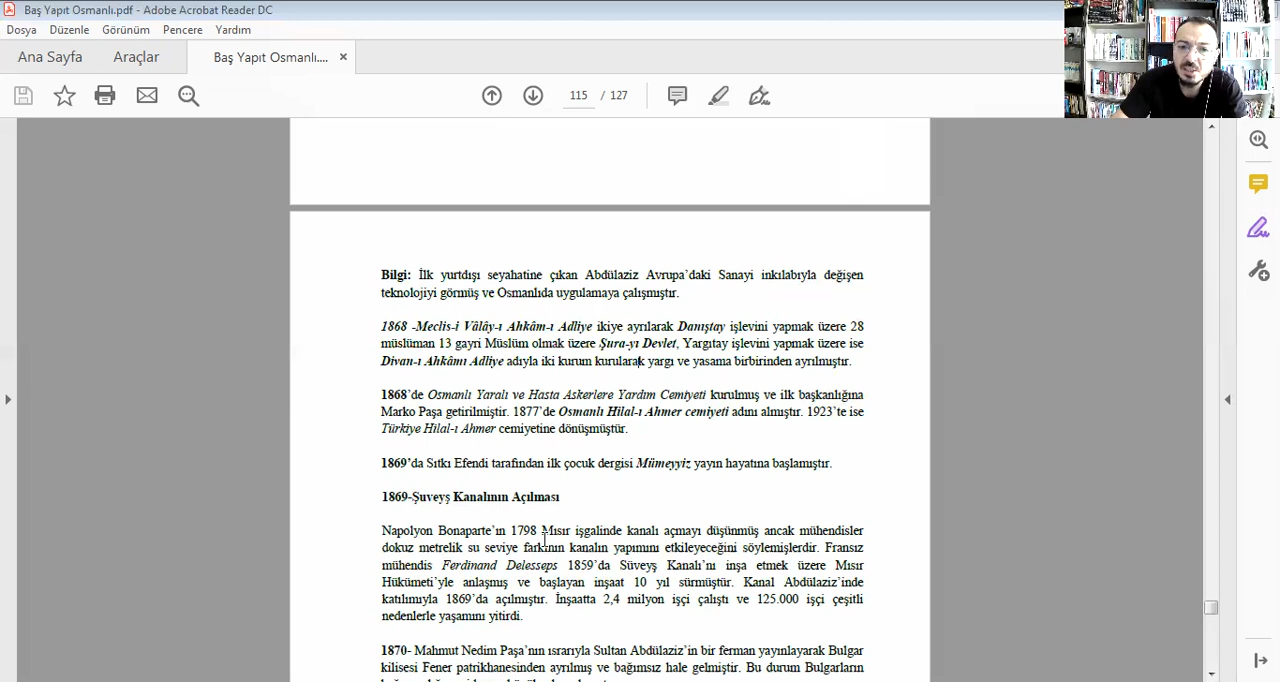 Baş Yapıt Osmanlı.pdf - Adobe Acrobat Reader DC
Dosya Düzenle Görünüm Pencere Yardım
Ana Sayfa Araçlar Baş Yapıt Osmanlı....
115 / 127
Bilgi: İlk yurtdışı seyahatine çıkan Abdülaziz Avrupa’daki Sanayi inkılabıyla değişen
teknolojiyi görmüş ve Osmanlıda uygulamaya çalışmıştır.
1868 -Meclis-i Vâlây-ı Ahkâm-ı Adliye ikiye ayrılarak Danıştay işlevini yapmak üzere 28
müslüman 13 gayri Müslüm olmak üzere Şura-yı Devlet, Yargıtay işlevini yapmak üzere ise
Divan-ı Ahkâmı Adliye adıyla iki kurum kurularak yargı ve yasama birbirinden ayrılmıştır.
1868’de Osmanlı Yaralı ve Hasta Askerlere Yardım Cemiyeti kurulmuş ve ilk başkanlığına
Marko Paşa getirilmiştir. 1877’de Osmanlı Hilal-ı Ahmer cemiyeti adını almıştır. 1923’te ise
Türkiye Hilal-ı Ahmer cemiyetine dönüşmüştür.
1869’da Sıtkı Efendi tarafından ilk çocuk dergisi Mümeyyiz yayın hayatına başlamıştır.
1869-Şuveyş Kanalının Açılması
Napolyon Bonaparte’ın 1798 Mısır işgalinde kanalı açmayı düşünmüş ancak mühendisler
dokuz metrelik su seviye farkının kanalın yapımını etkileyeceğini söylemişlerdir. Fransız
mühendis Ferdinand Delesseps 1859’da Süveyş Kanalı’nı inşa etmek üzere Mısır
Hükümeti’yle anlaşmış ve başlayan inşaat 10 yıl sürmüştür. Kanal Abdülaziz’inde
katılımıyla 1869’da açılmıştır. İnşaatta 2,4 milyon işçi çalıştı ve 125.000 işçi çeşitli
nedenlerle yaşamını yitirdi.
1870- Mahmut Nedim Paşa’nın ısrarıyla Sultan Abdülaziz’in bir ferman yayınlayarak Bulgar
kilisesi Fener patrikhanesinden ayrılmış ve bağımsız hale gelmiştir. Bu durum Bulgarların